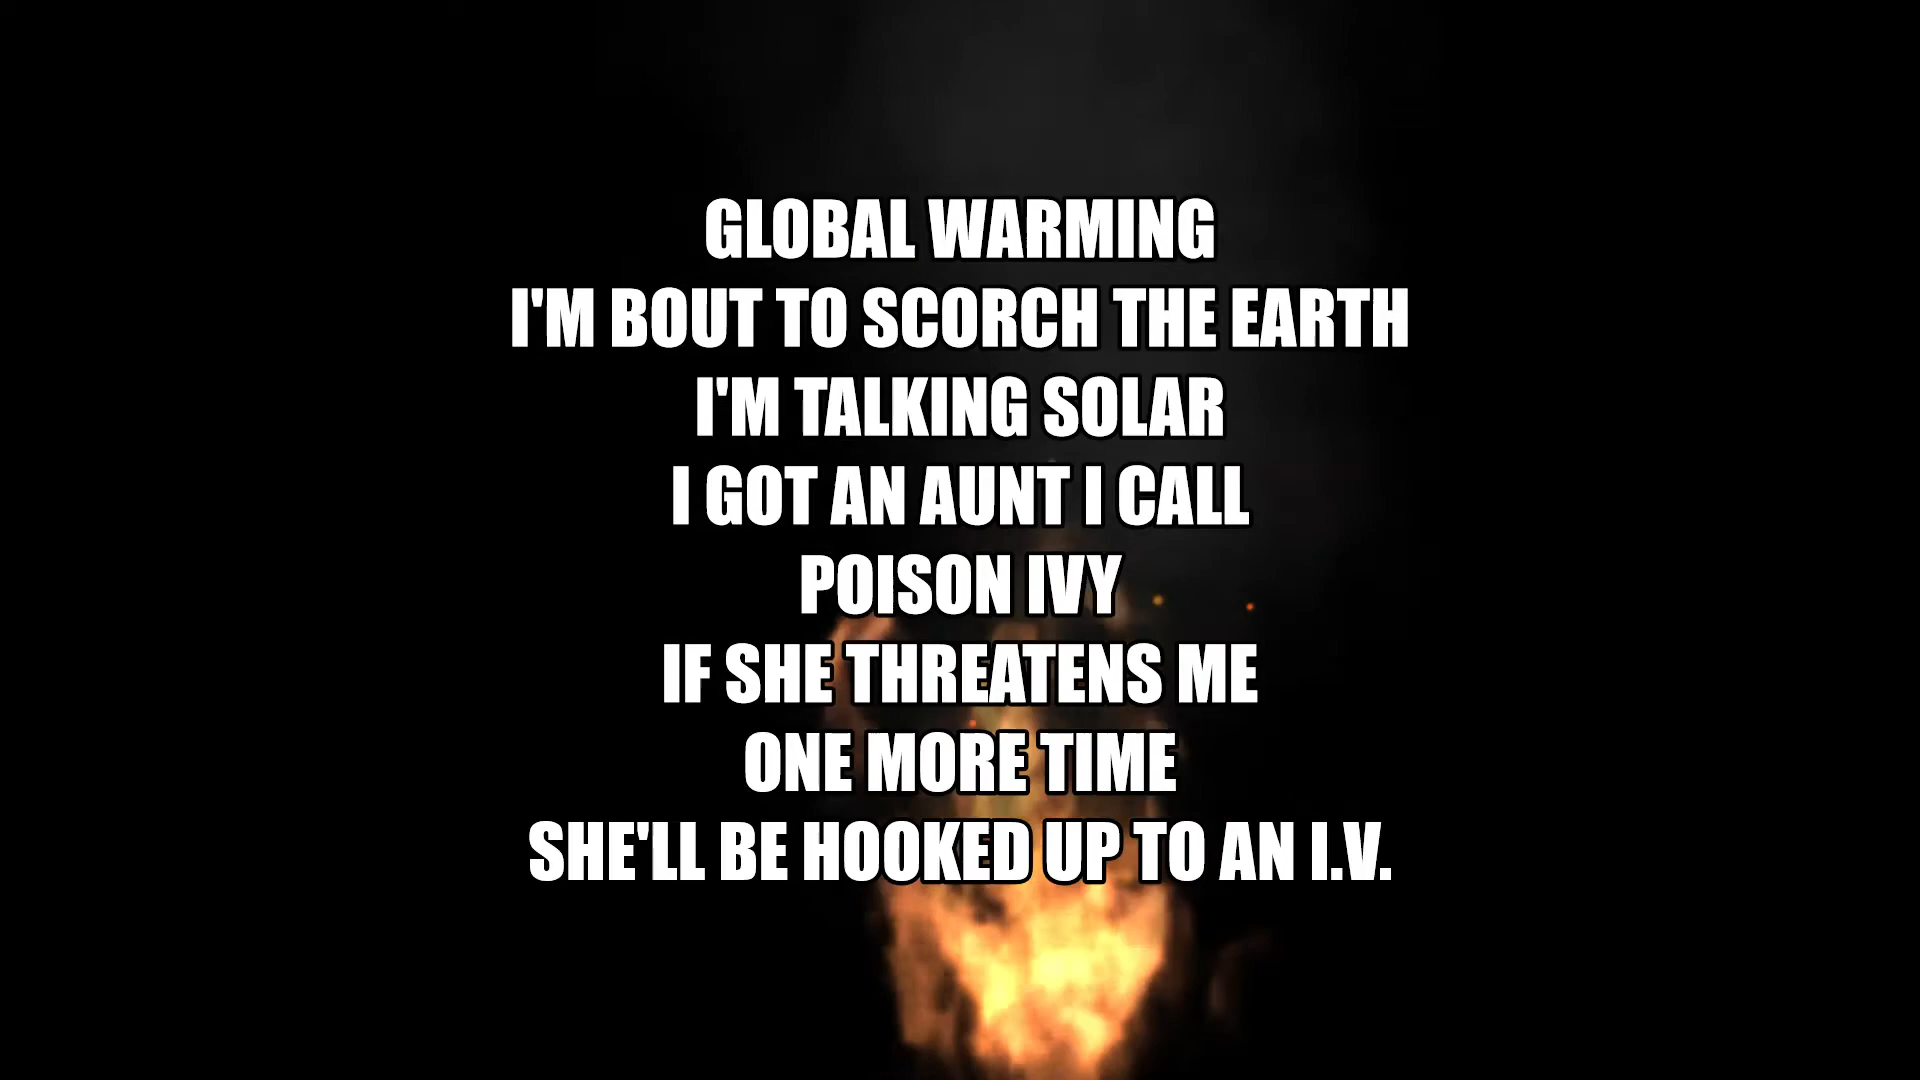 GLOBAL WARMING
I'M BOUT TO SCORCH THE EARTH
I'M TALKING SOLAR
I GOT AN AUNT I CALL
POISON IVY
IF SHE THREATENS ME
ONE MORE TIME
SHE'LL BE HOOKED UP TO AN I.V.